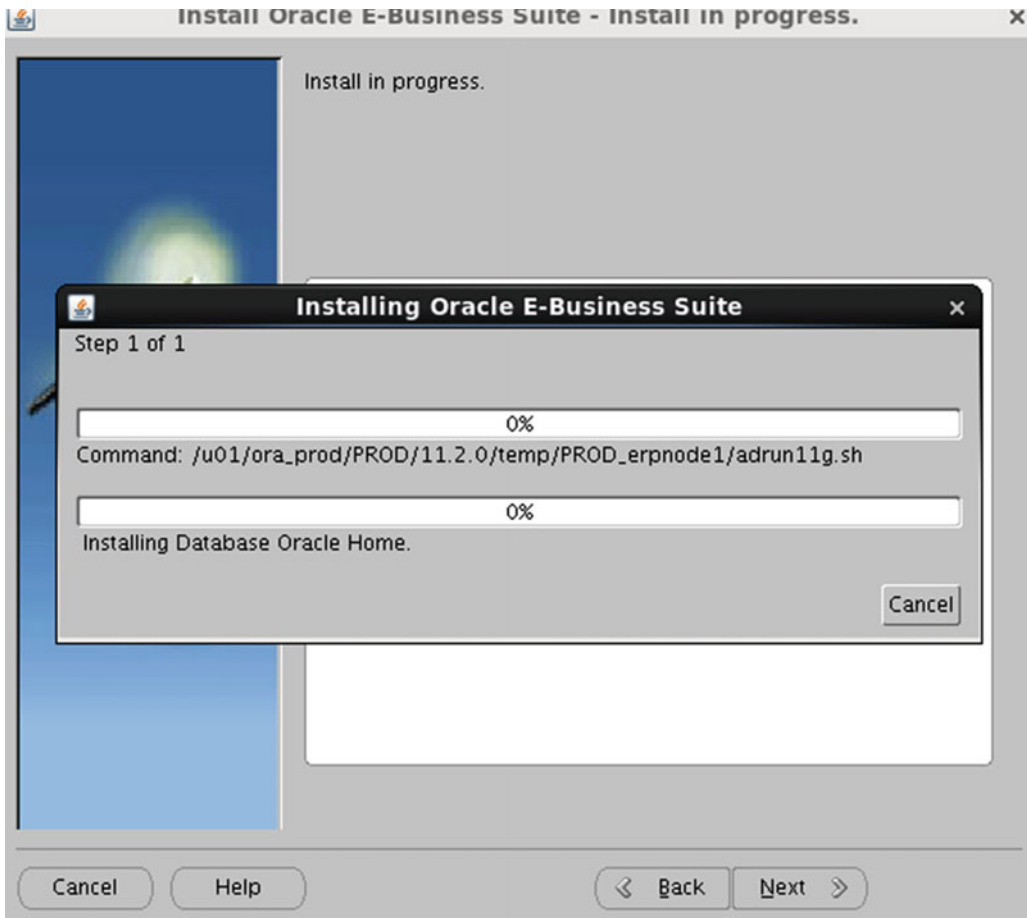 Install Oracle E-Business Suite - Install in progress.
Install in progress.
Installing Oracle E-Business Suite
Step 1 of 1
0%
Command: /u01/ora_prod/PROD/11.2.0/temp/PROD_erpnode1/adrun11g.sh
0%
Installing Database Oracle Home.
Cancel
Cancel Help Back Next